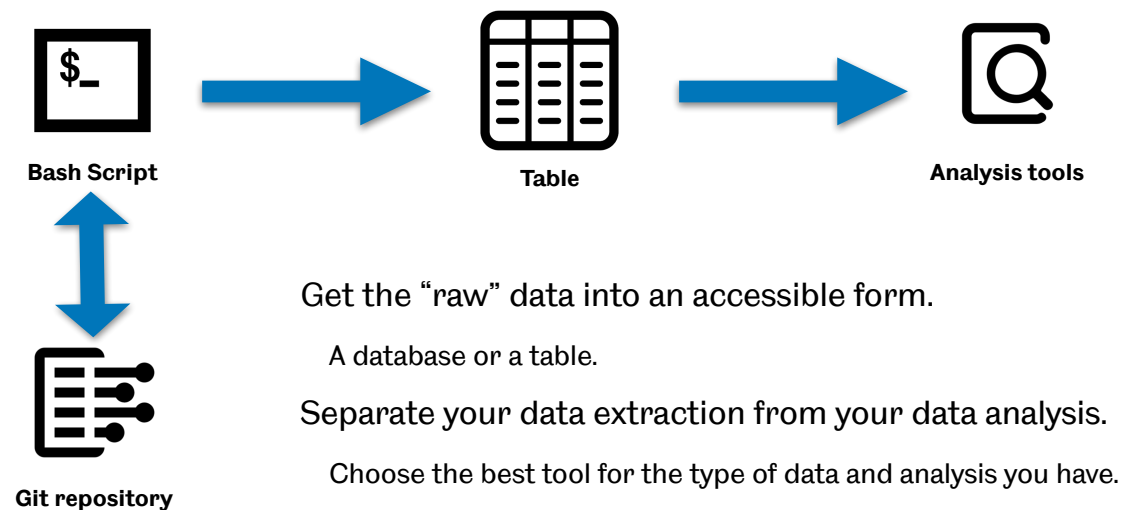 $_
Bash Script
Table
Analysis tools
Get the “raw” data into an accessible form.
A database or a table.
Separate your data extraction from your data analysis.
Choose the best tool for the type of data and analysis you have.
Git repository